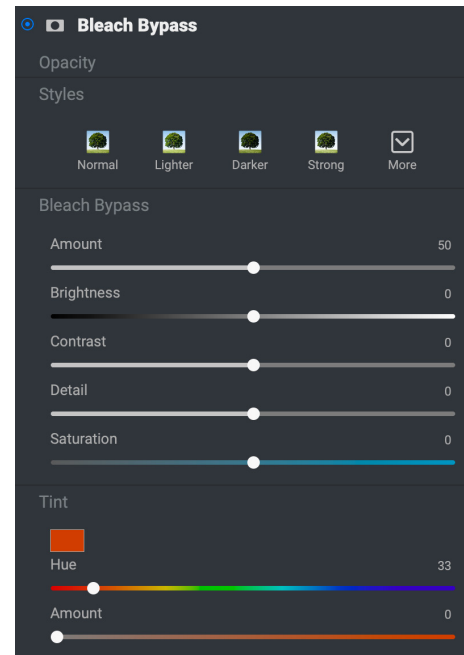 Bleach Bypass
Opacity
Styles
Normal Lighter Darker Strong More
Bleach Bypass
Amount 50
Brightness 0
Contrast 0
Detail 0
Saturation 0
Tint
Hue 33
Amount 0